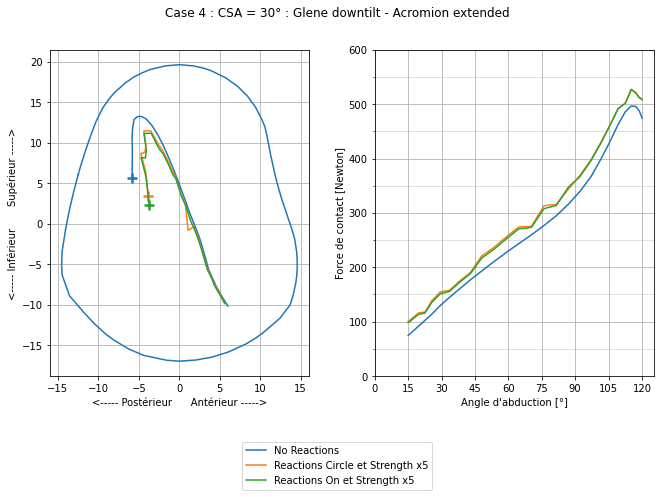 Case 4 : CSA = 30° : Glene downtilt - Acromion extended
20
15
10
5
0
−5
−10
−15
<----- Inférieur Supérieur ----->
−15 −10 −5 0 5 10 15
<----- Postérieur Antérieur ----->
600
500
400
300
200
100
0
Force de contact [Newton]
0 15 30 45 60 75 90 105 120
Angle d'abduction [°]
No Reactions
Reactions Circle et Strength x5
Reactions On et Strength x5